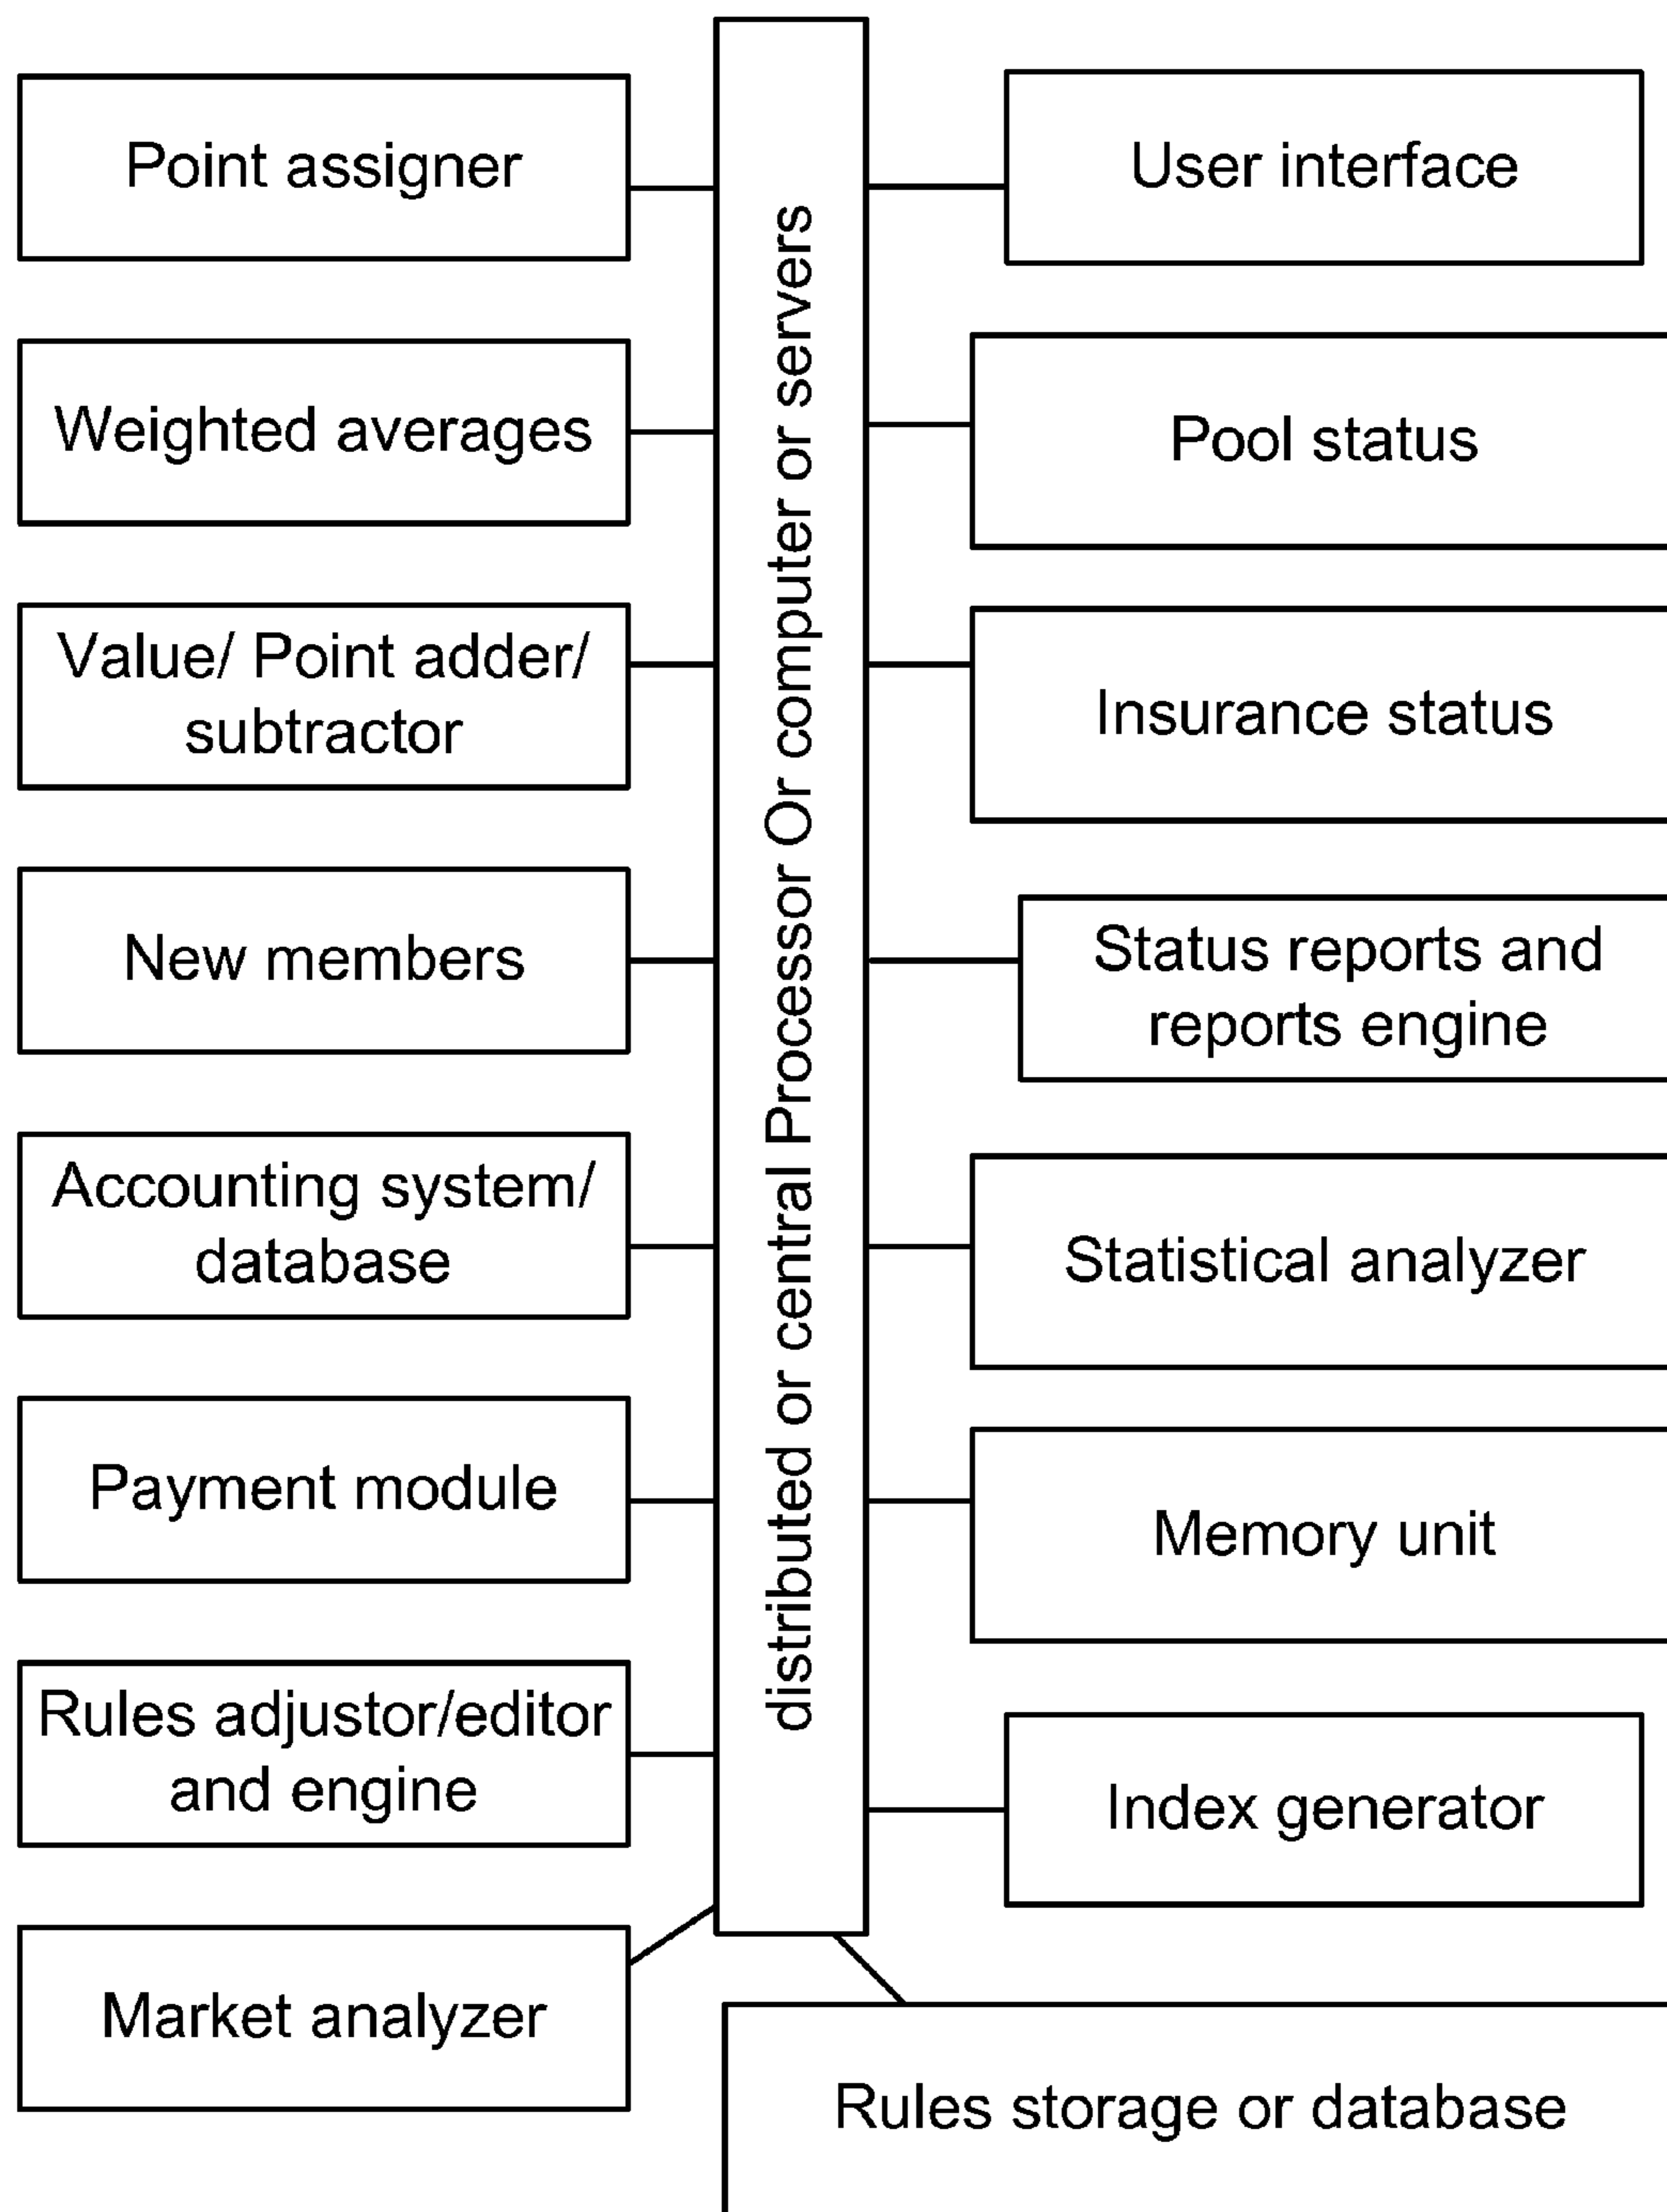 Point assigner
Weighted averages
Value/ Point adder/
subtractor
New members
Accounting system/
database
Payment module
Rules adjustor/editor
and engine
Market analyzer
distributed or central Processor Or computer or servers
User interface
Pool status
Insurance status
Status reports and
reports engine
Statistical analyzer
Memory unit
Index generator
Rules storage or database